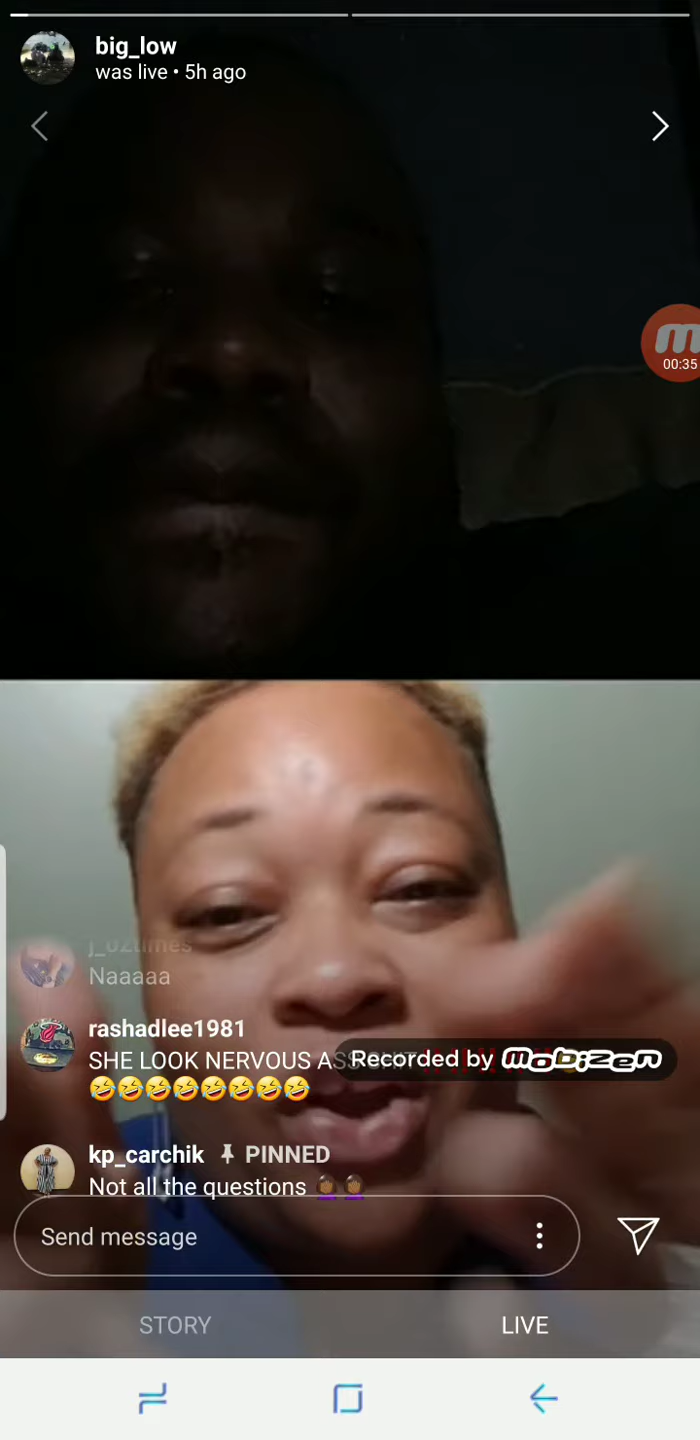 big_low
was live • 5h ago
00:35
Naaaaa
rashadlee1981
SHE LOOK NERVOUS ASS
Recorded by mobizen
🤣🤣🤣🤣🤣🤣🤣🤣
kp_carchik PINNED
Not all the questions 🤦🏾‍♀️🤦🏾‍♀️
Send message
STORY
LIVE